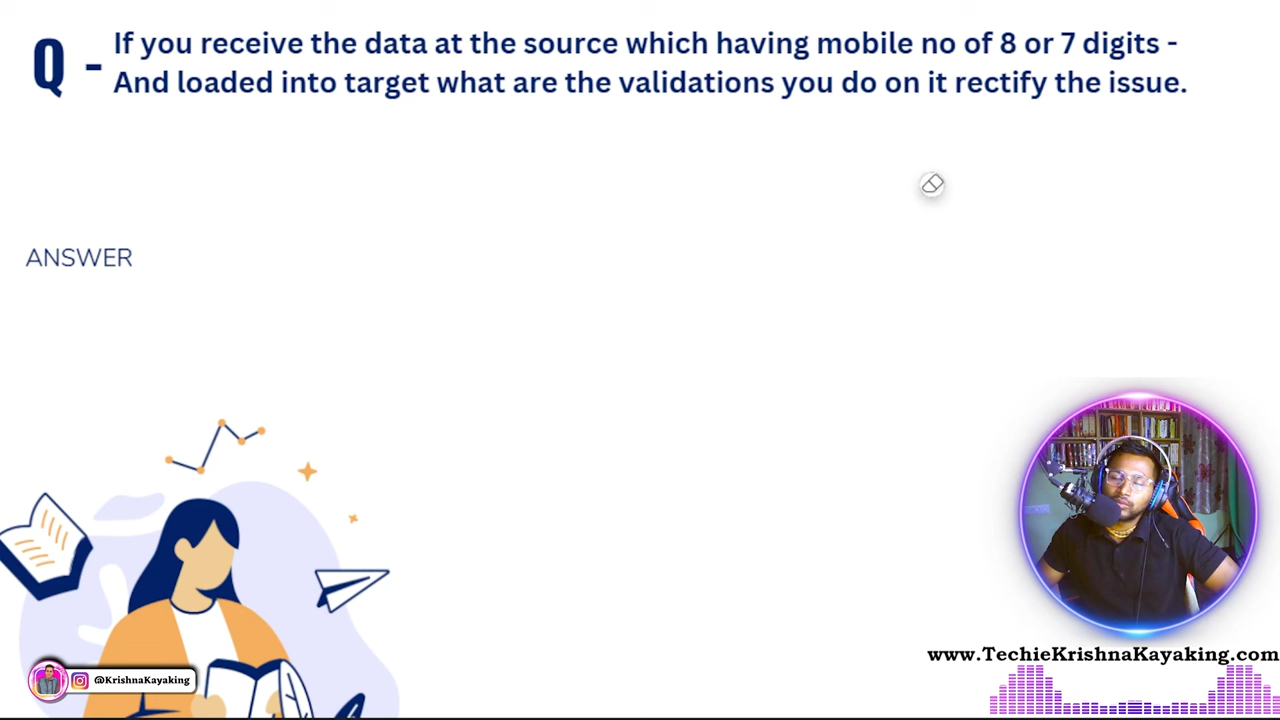 Q - If you receive the data at the source which having mobile no of 8 or 7 digits -
And loaded into target what are the validations you do on it rectify the issue.
ANSWER
@KrishnaKayaking
www.TechieKrishnaKayaking.com